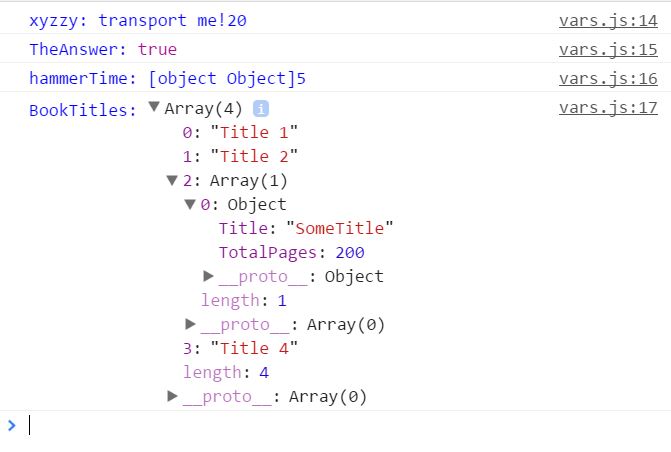 xyzzy: transport me!20 vars.js:14
TheAnswer: true vars.js:15
hammerTime: [object Object]5 vars.js:16
BookTitles: ▼ Array(4) i vars.js:17
0: "Title 1"
1: "Title 2"
▼ 2: Array(1)
▼ 0: Object
Title: "SomeTitle"
TotalPages: 200
▶ __proto__: Object
length: 1
▶ __proto__: Array(0)
3: "Title 4"
length: 4
▶ __proto__: Array(0)
>